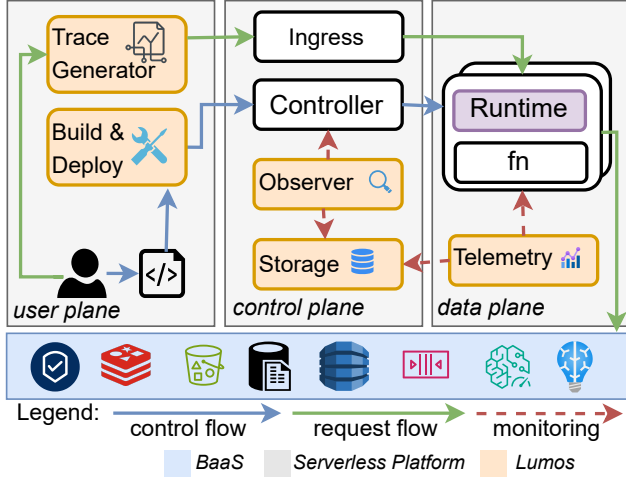 Trace
Generator
Build &
Deploy
</>
user plane
Ingress
Controller
Observer
Storage
control plane
Runtime
fn
Telemetry
data plane
Legend:
control flow
request flow
monitoring
BaaS
Serverless Platform
Lumos